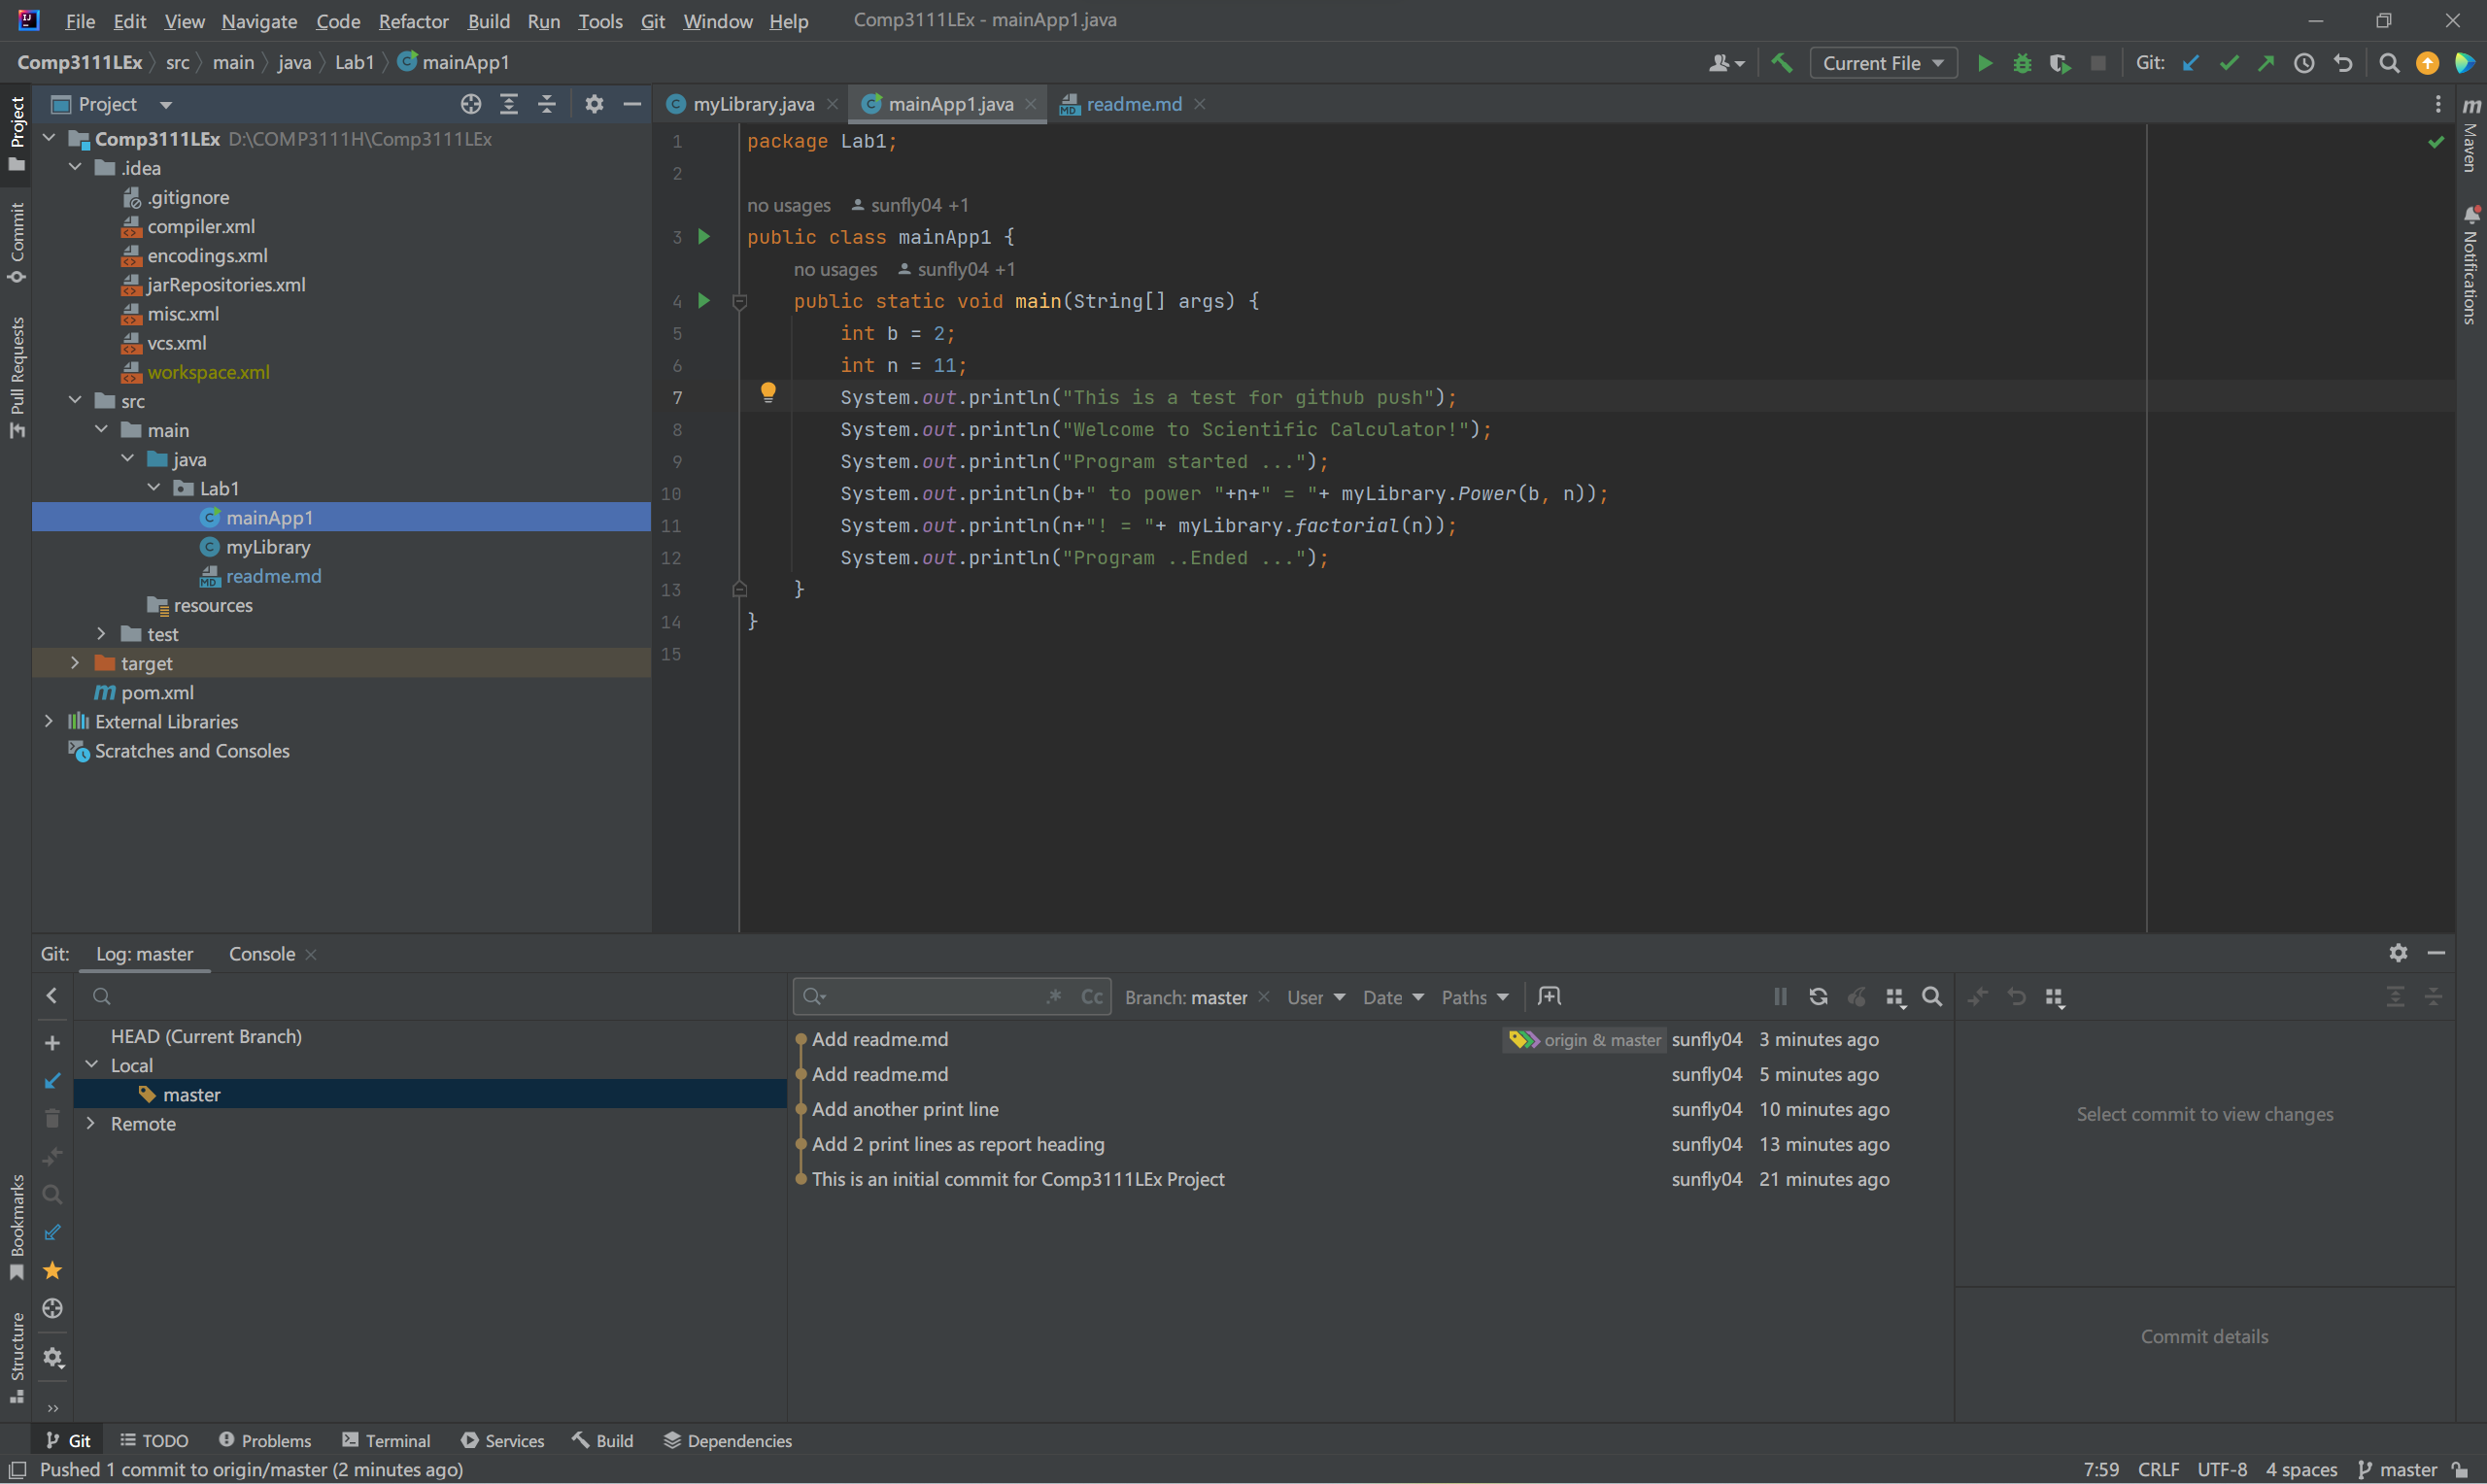 File Edit View Navigate Code Refactor Build Run Tools Git Window Help Comp3111LEx - mainApp1.java
Comp3111LEx src main java Lab1 mainApp1 Current File Git:
Project
Commit
Pull Requests
Bookmarks
Structure
Project
Comp3111LEx D:\COMP3111H\Comp3111LEx
.idea
.gitignore
compiler.xml
encodings.xml
jarRepositories.xml
misc.xml
vcs.xml
workspace.xml
src
main
java
Lab1
mainApp1
myLibrary
readme.md
resources
test
target
pom.xml
External Libraries
Scratches and Consoles
myLibrary.java mainApp1.java readme.md
1 package Lab1;
2
no usages sunfly04 +1
3 public class mainApp1 {
no usages sunfly04 +1
4 public static void main(String[] args) {
5 int b = 2;
6 int n = 11;
7 System.out.println("This is a test for github push");
8 System.out.println("Welcome to Scientific Calculator!");
9 System.out.println("Program started ...");
10 System.out.println(b+" to power "+n+" = "+ myLibrary.Power(b, n));
11 System.out.println(n+"! = "+ myLibrary.factorial(n));
12 System.out.println("Program ..Ended ...");
13 }
14 }
15
Maven
Notifications
Git: Log: master Console
HEAD (Current Branch)
Local
master
Remote
.* Cc Branch: master User Date Paths
Add readme.md origin & master sunfly04 3 minutes ago
Add readme.md sunfly04 5 minutes ago
Add another print line sunfly04 10 minutes ago
Add 2 print lines as report heading sunfly04 13 minutes ago
This is an initial commit for Comp3111LEx Project sunfly04 21 minutes ago
Select commit to view changes
Commit details
Git TODO Problems Terminal Services Build Dependencies
Pushed 1 commit to origin/master (2 minutes ago) 7:59 CRLF UTF-8 4 spaces master